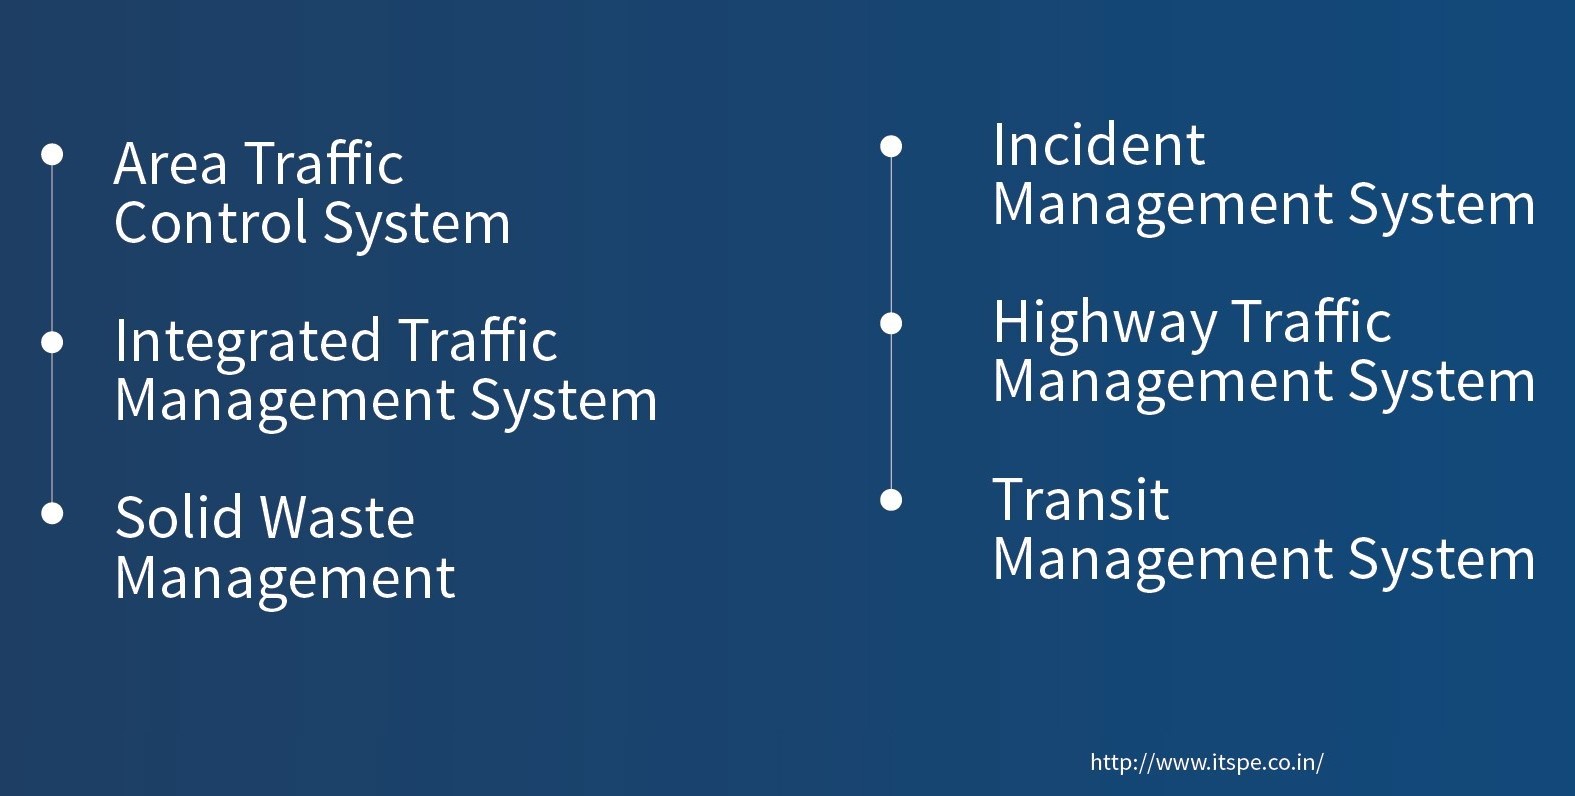 Area Traffic
Control System
Integrated Traffic
Management System
Solid Waste
Management
Incident
Management System
Highway Traffic
Management System
Transit
Management System
http://www.itspe.co.in/